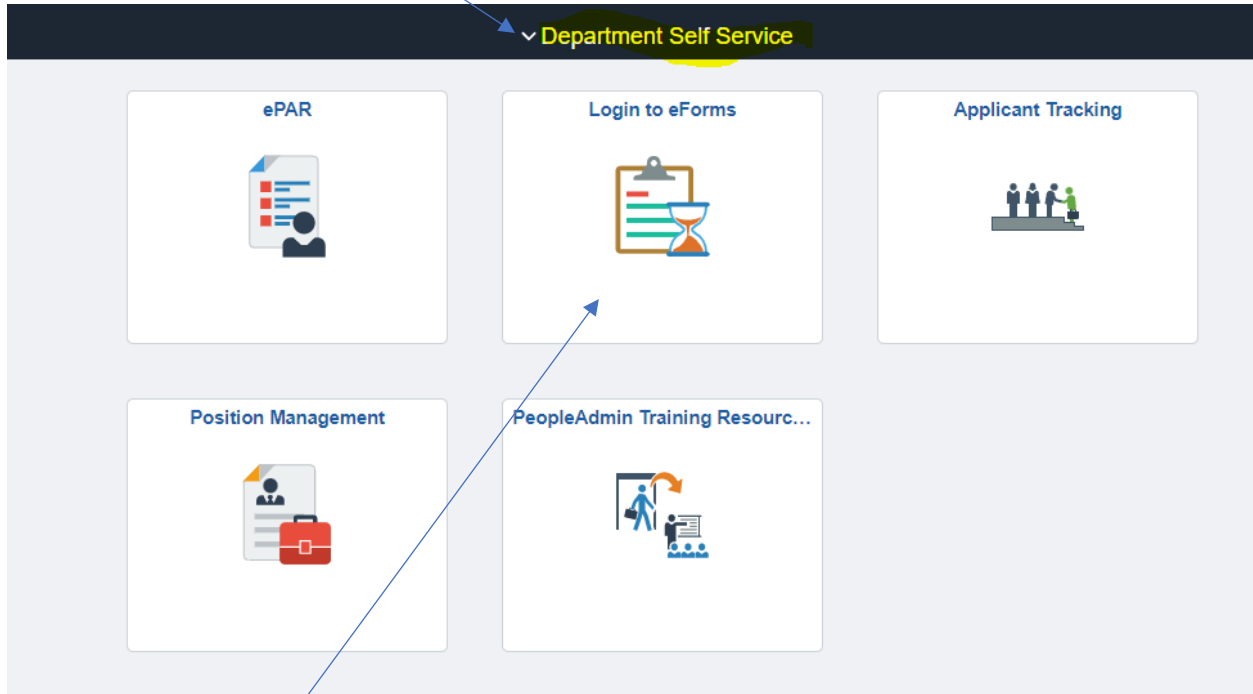 Department Self Service
ePAR
Login to eForms
Applicant Tracking
Position Management
PeopleAdmin Training Resourc...